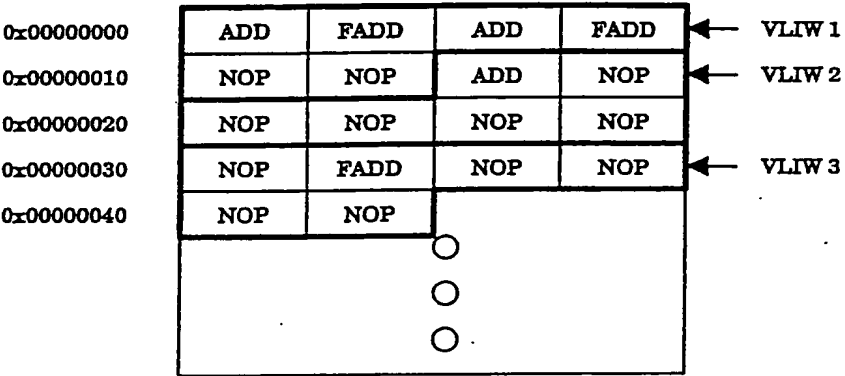 0x00000000 ADD FADD ADD FADD VLIW 1
0x00000010 NOP NOP ADD NOP VLIW 2
0x00000020 NOP NOP NOP NOP
0x00000030 NOP FADD NOP NOP VLIW 3
0x00000040 NOP NOP